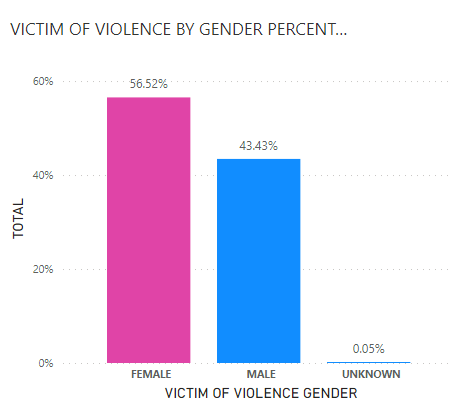 VICTIM OF VIOLENCE BY GENDER PERCENT...
60%
56.52%
43.43%
40%
TOTAL
20%
0.05%
0%
FEMALE MALE UNKNOWN
VICTIM OF VIOLENCE GENDER